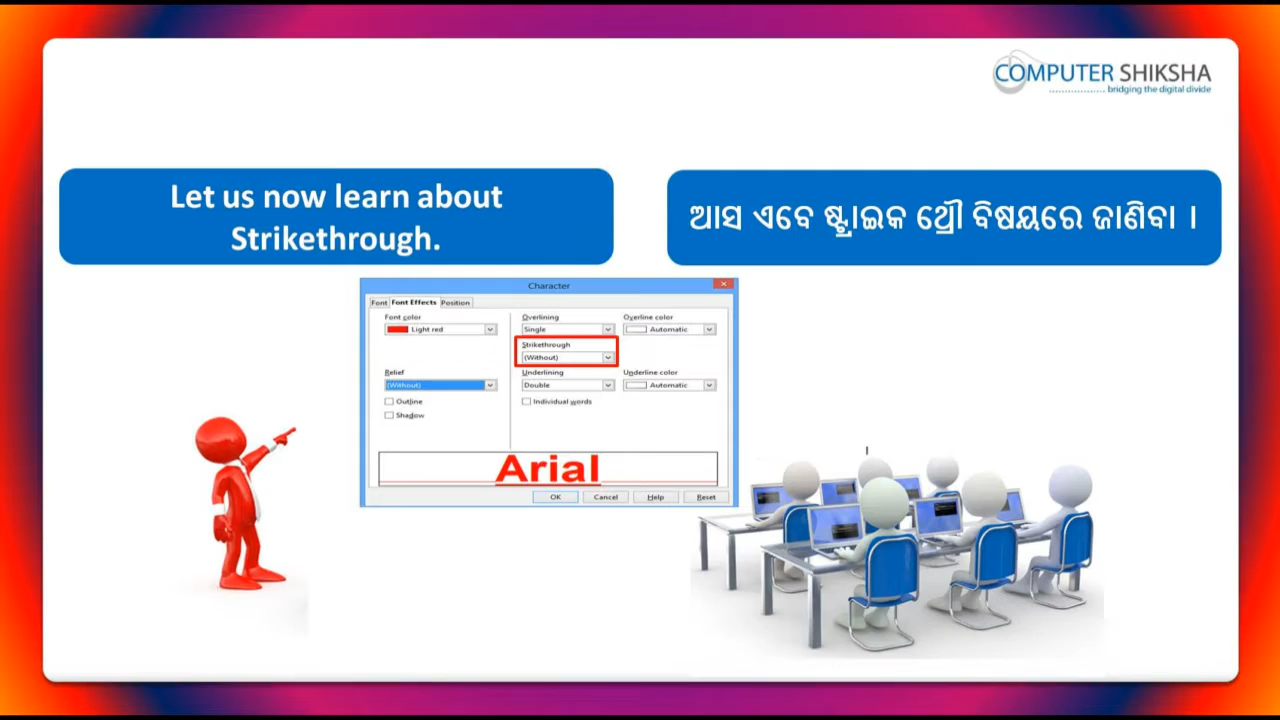 COMPUTER SHIKSHA
bridging the digital divide
Let us now learn about
Strikethrough.
ଆସ ଏବେ ଷ୍ଟ୍ରାଇକ ଥ୍ରୌ ବିଷୟରେ ଜାଣିବା ।
Character
Font Font Effects Position
Font color
Light red
Overlining
Overline color
Single
Automatic
Strikethrough
(Without)
Relief
Underlining
Underline color
(Without)
Double
Automatic
Outline
Individual words
Shadow
Arial
OK Cancel Help Reset